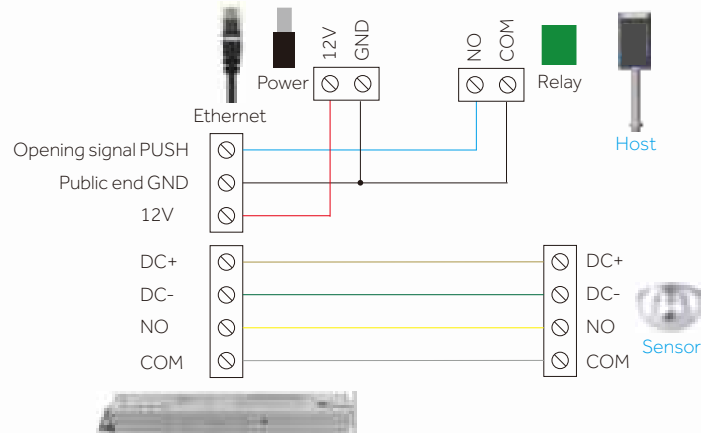 12V
GND
NO
COM
Power
Relay
Ethernet
Host
Opening signal PUSH
Public end GND
12V
DC+
DC+
DC-
DC-
NO
NO
Sensor
COM
COM